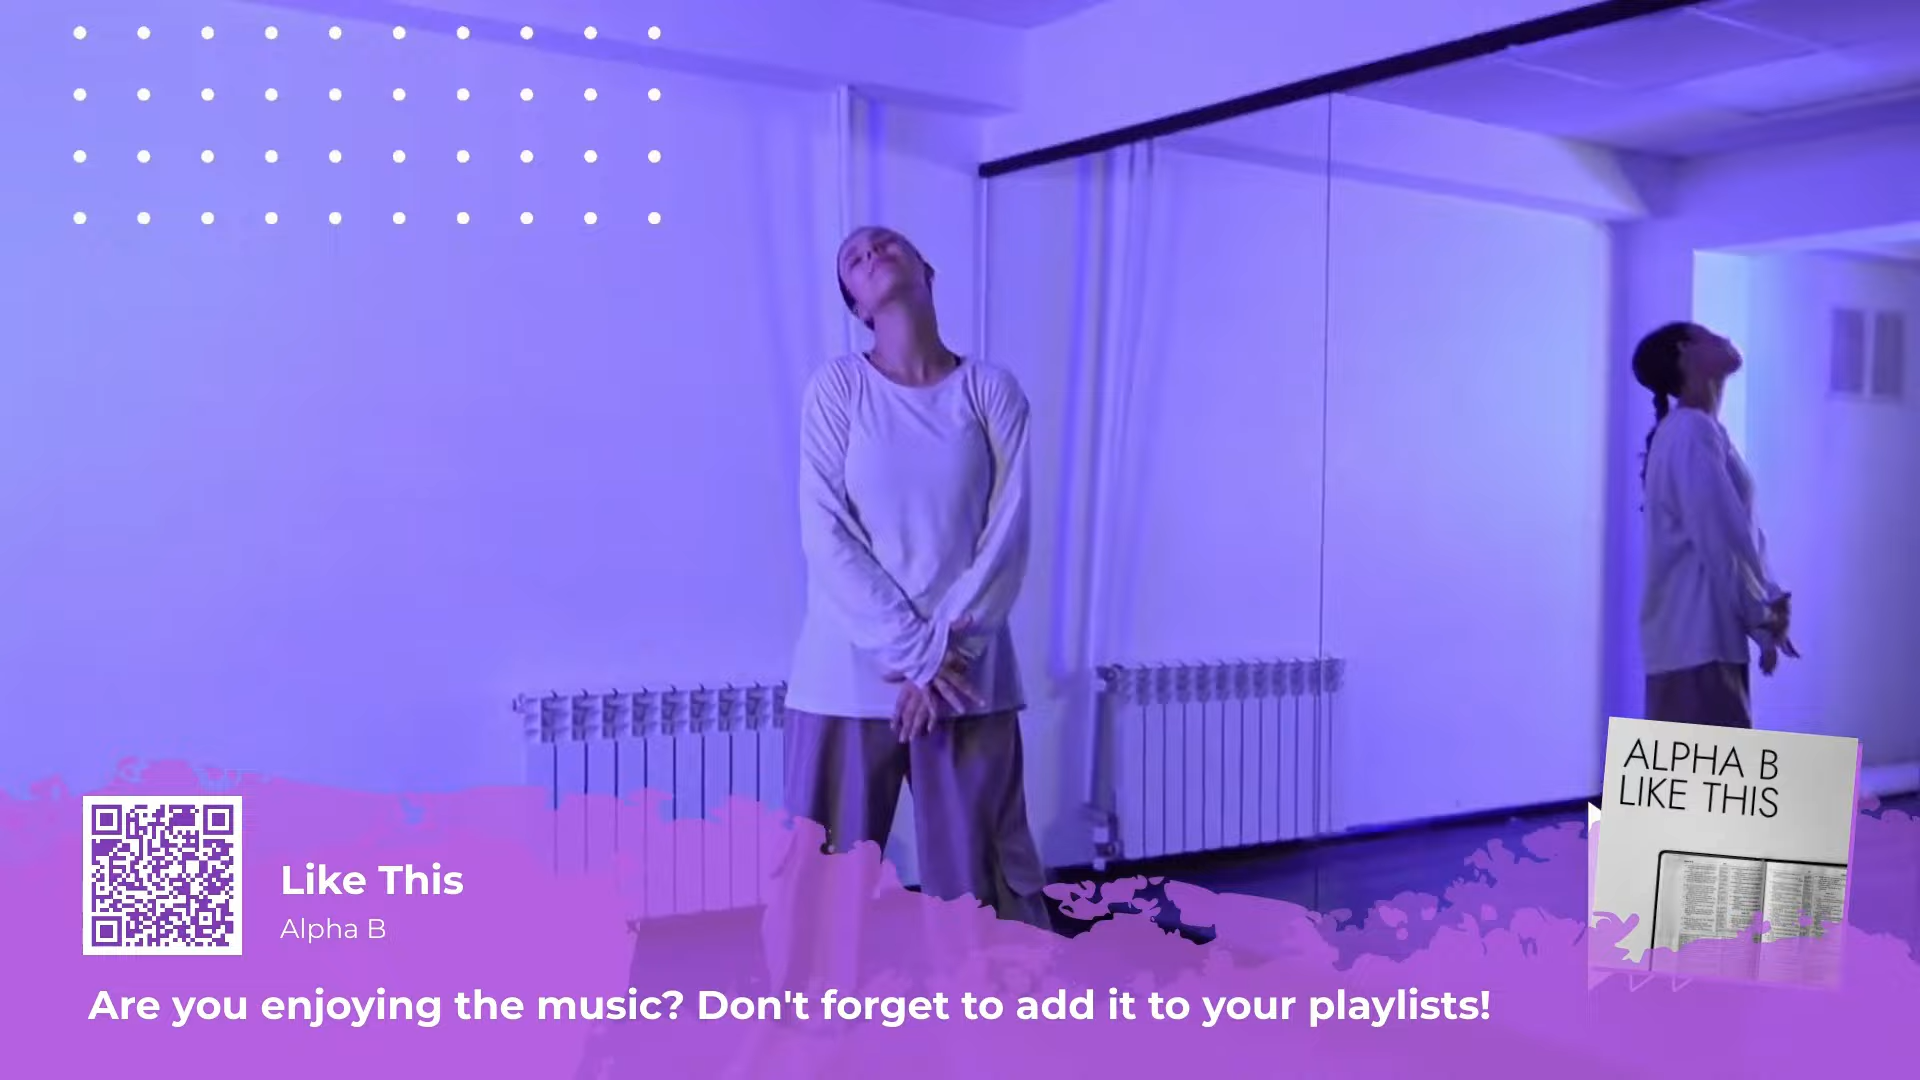 ALPHA B
LIKE THIS
Like This
Alpha B
Are you enjoying the music? Don't forget to add it to your playlists!